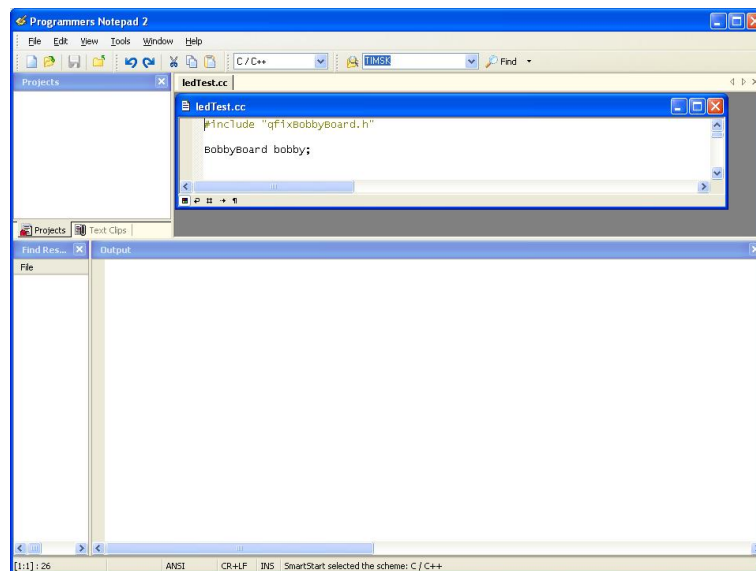 Programmers Notepad 2
File Edit View Tools Window Help
C / C++ TIMSK Find
Projects
ledTest.cc
ledTest.cc
#include "qfixBobbyBoard.h"
BobbyBoard bobby;
Projects Text Clips
Find Res... Output
File
[1:1] : 26 ANSI CR+LF INS SmartStart selected the scheme: C / C++